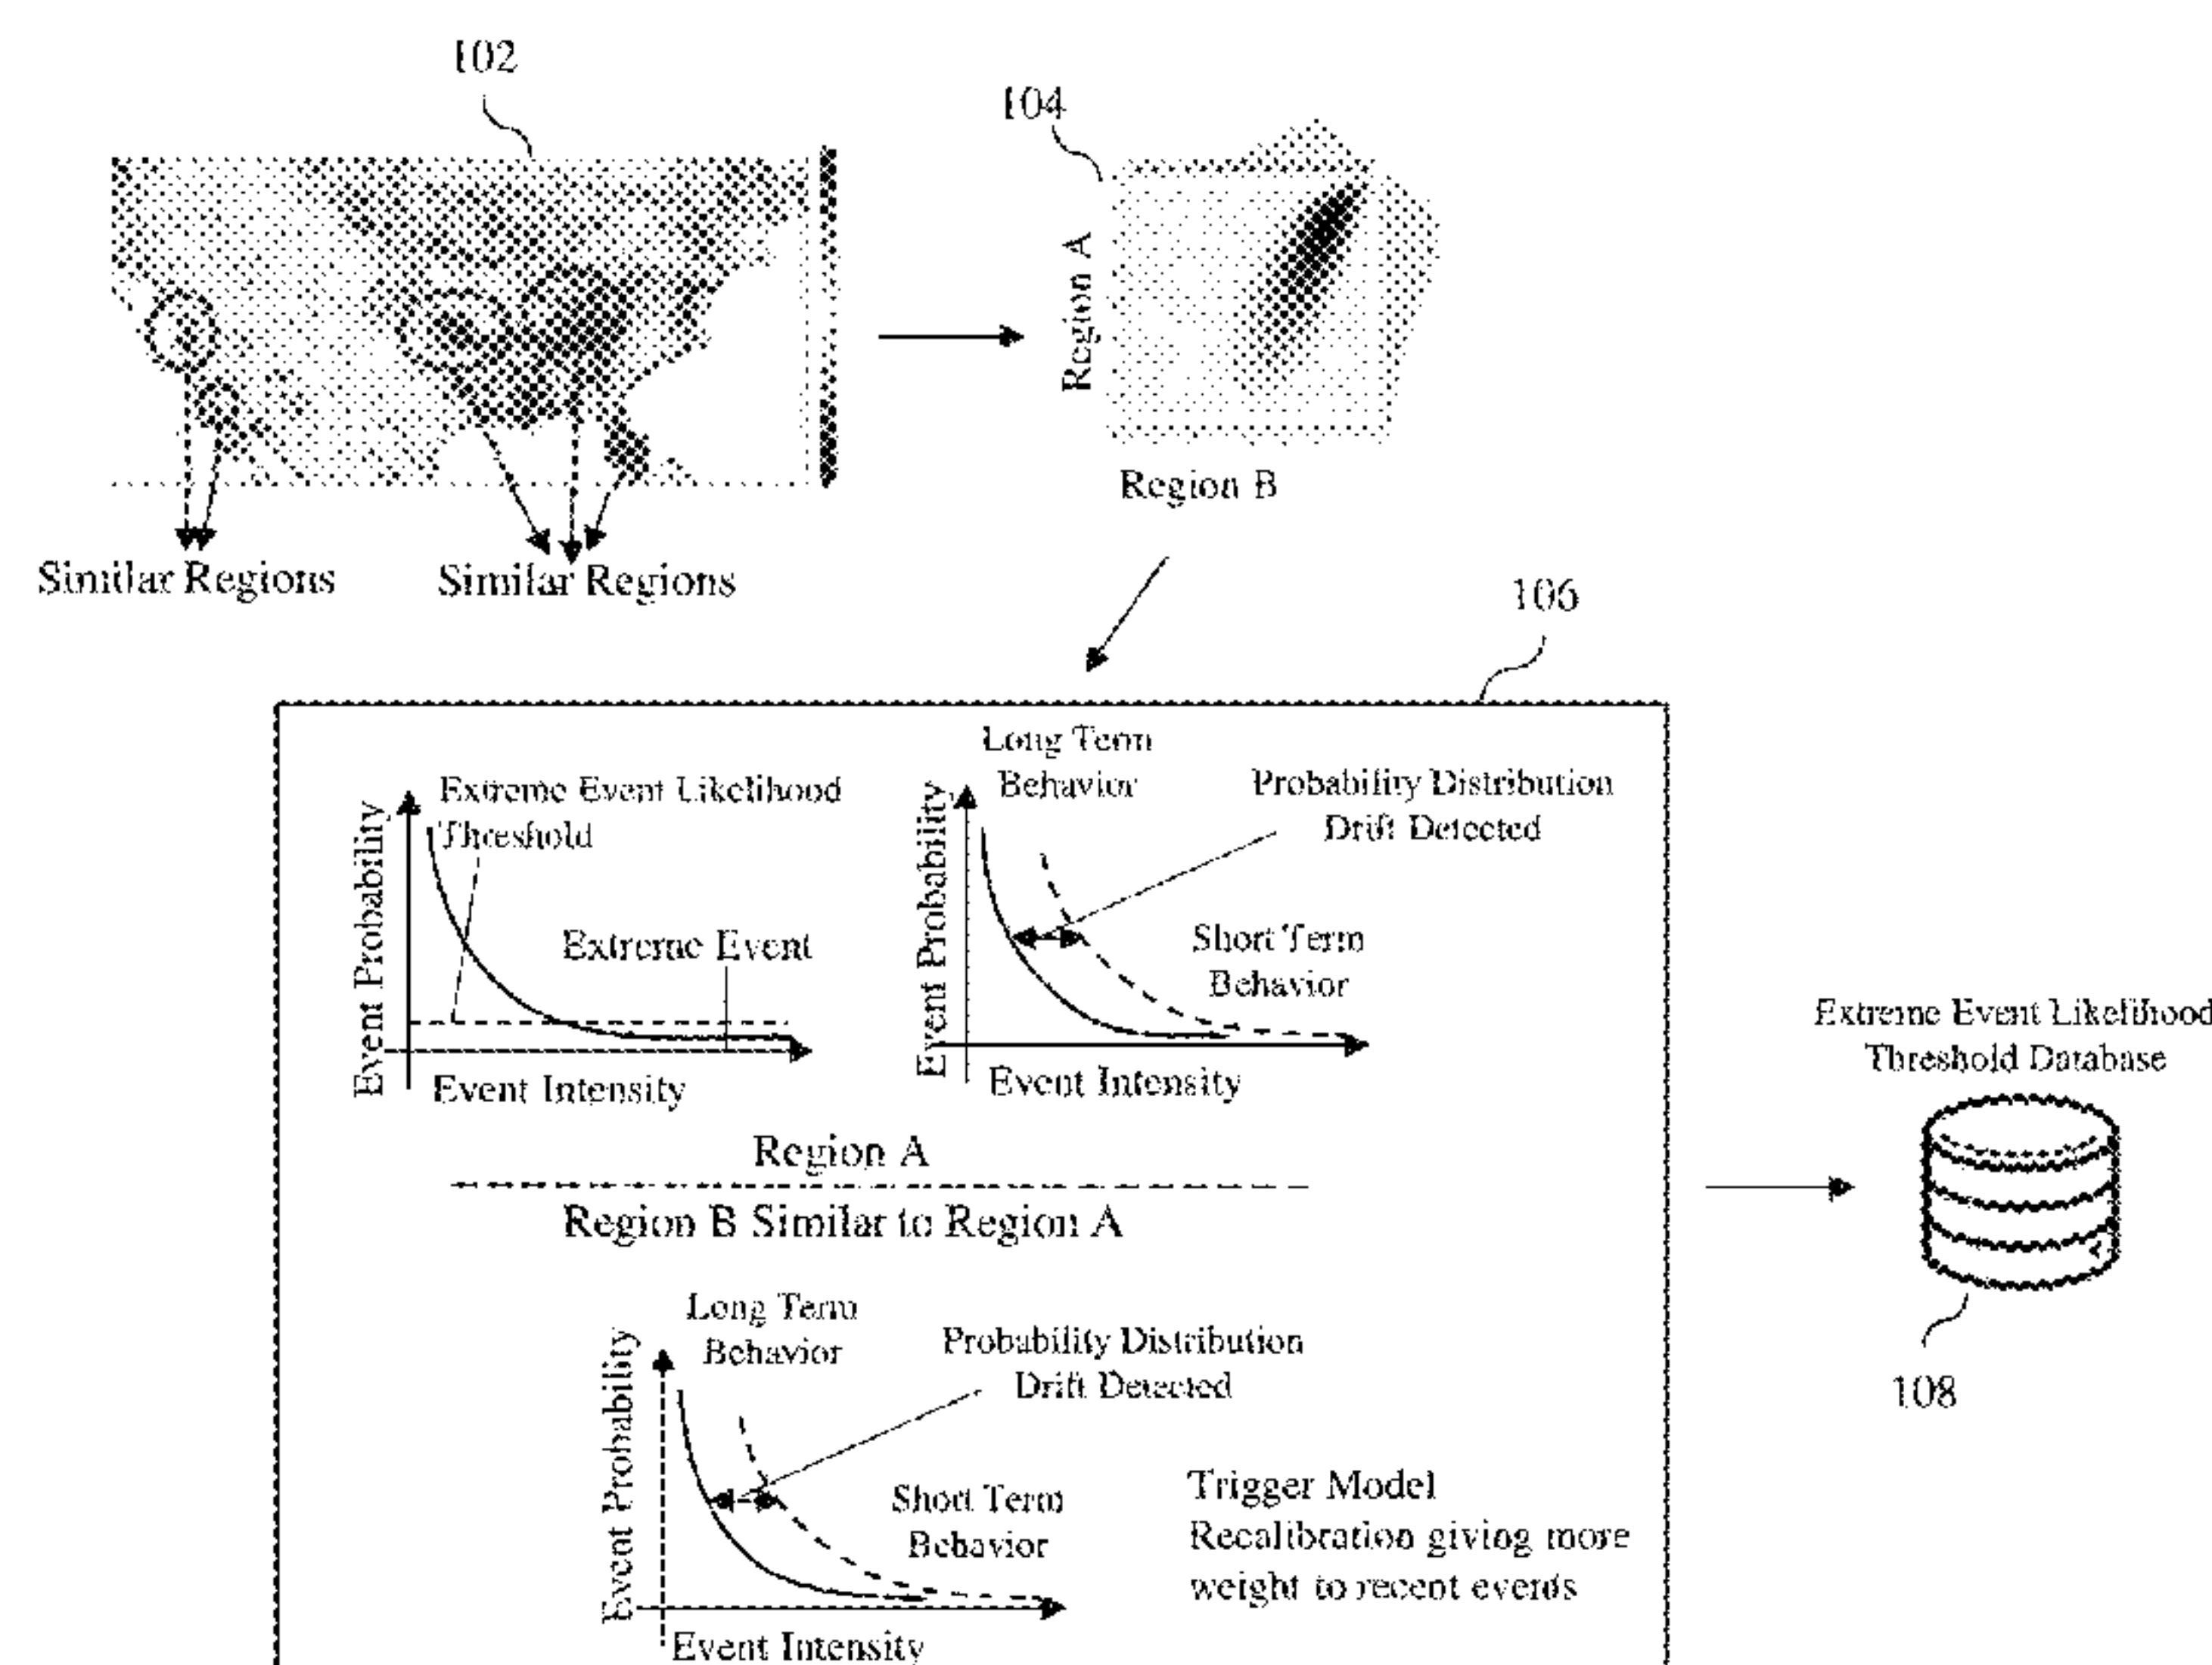 102
104
Region A
Region B
Similar Regions
Similar Regions
106
Extreme Event Likelihood
Threshold
Extreme Event
Event Probability
Event Intensity
Long Term
Behavior
Probability Distribution
Drift Detected
Short Term
Behavior
Event Probability
Event Intensity
Region A
Region B Similar to Region A
Long Term
Behavior
Probability Distribution
Drift Detected
Short Term
Behavior
Event Probability
Event Intensity
Trigger Model
Recalibration giving more
weight to recent events
Extreme Event Likelihood
Threshold Database
108